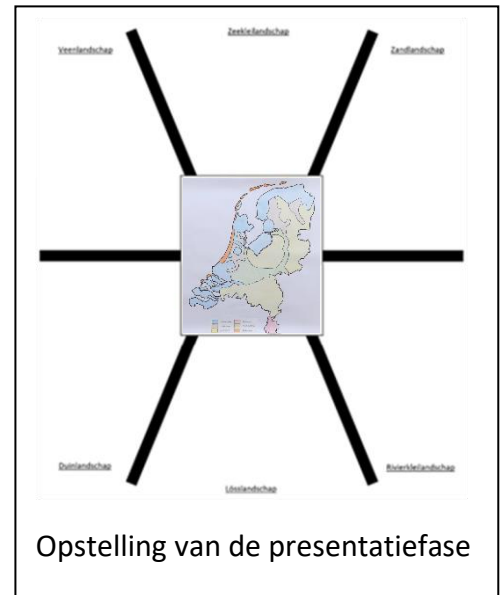 Zeekleilandschap
Veenlandschap
Zandlandschap
Duinlandschap
Rivierkleilandschap
Lösslandschap
Opstelling van de presentatiefase